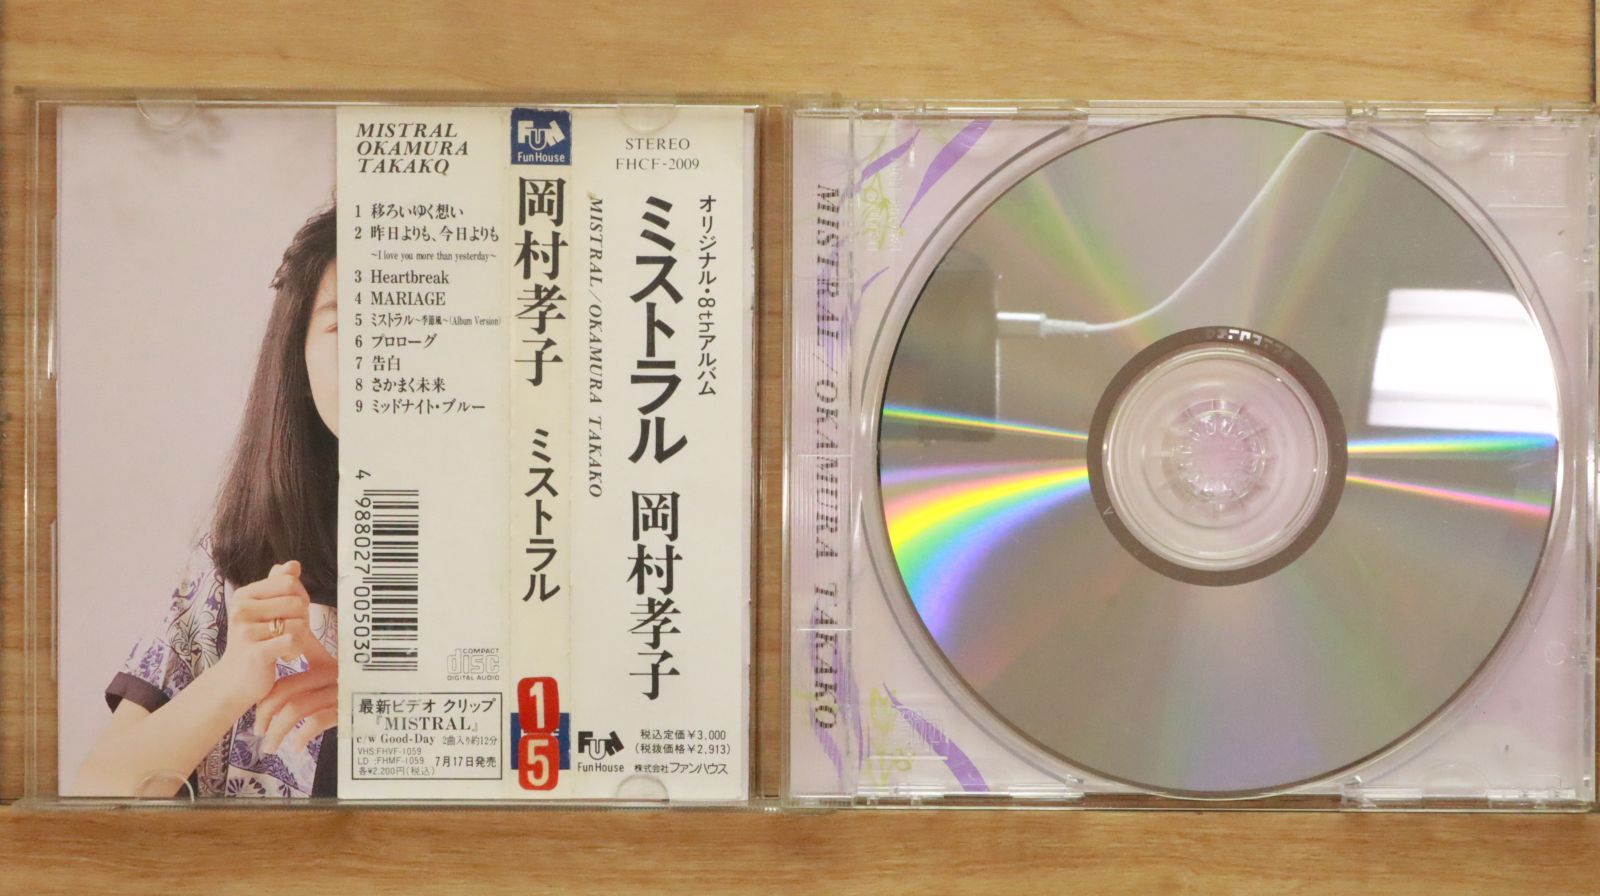 MISTRAL
OKAMURA
TAKAKO
1 移ろいゆく想い
2 昨日よりも、今日よりも
〜I love you more than yesterday〜
3 Heartbreak
4 MARIAGE
5 ミストラル〜季節風〜(Album Version)
6 プロローグ
7 告白
8 さかまく未来
9 ミッドナイト・ブルー
4 988027 005030
COMPACT
disc
DIGITAL AUDIO
最新ビデオ クリップ
『MISTRAL』
c/w Good-Day 2曲入り約12分
VHS:FHVF-1059
LD :FHMF-1059 7月17日発売
各¥2,200円(税込)
Fun
Fun House
岡村孝子 ミストラル
1
5
STEREO
FHCF-2009
オリジナル・8thアルバム
ミストラル 岡村孝子
MISTRAL/OKAMURA TAKAKO
Fun
Fun House
税込定価¥3,000
(税抜価格¥2,913)
株式会社ファンハウス
MISTRAL/OKAMURA TAKAKO